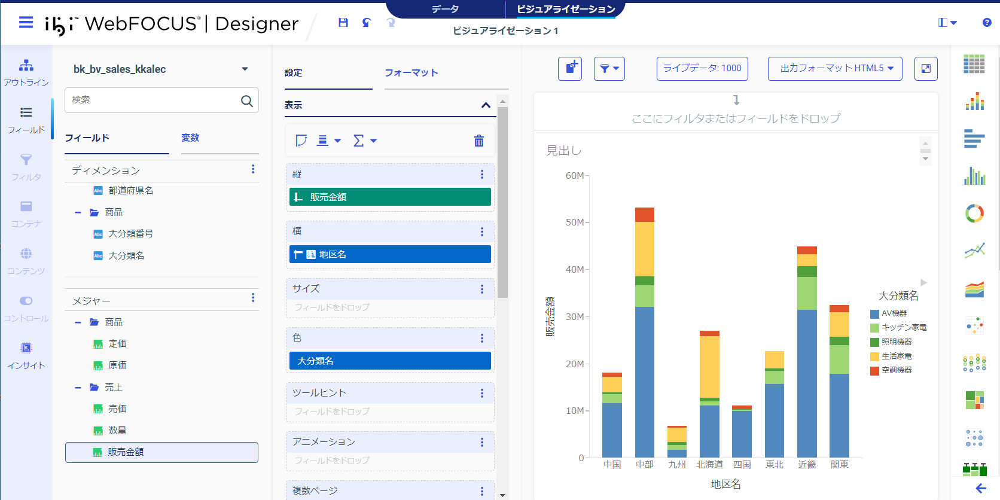 データ
ビジュアライゼーション
ibi™ WebFOCUS® | Designer
ビジュアライゼーション 1
アウトライン
フィールド
フィルタ
コンテナ
コンテンツ
コントロール
インサイト
bk_bv_sales_kkalec
検索
フィールド
変数
ディメンション
Abc 都道府県名
商品
Abc 大分類番号
Abc 大分類名
メジャー
商品
定価
原価
売上
売価
数量
販売金額
設定
フォーマット
表示
縦
販売金額
横
地区名
サイズ
フィールドをドロップ
色
大分類名
ツールヒント
フィールドをドロップ
アニメーション
フィールドをドロップ
複数ページ
ライブデータ: 1000
出力フォーマット HTML5
ここにフィルタまたはフィールドをドロップ
見出し
60M
50M
40M
30M
20M
10M
0
販売金額
中国
中部
九州
北海道
四国
東北
近畿
関東
地区名
大分類名
AV機器
キッチン家電
照明機器
生活家電
空調機器